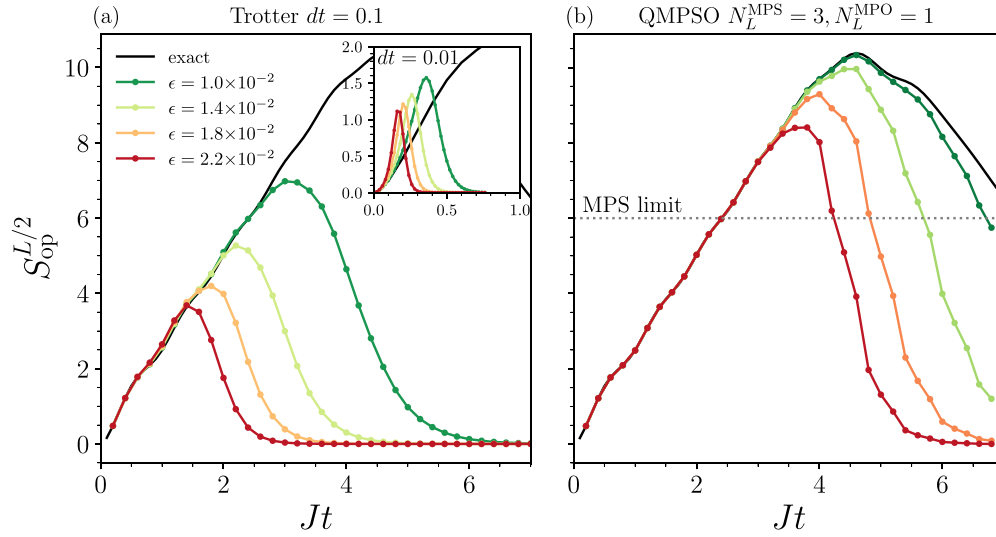 (a)
Trotter dt = 0.1
exact
ϵ = 1.0×10⁻²
ϵ = 1.4×10⁻²
ϵ = 1.8×10⁻²
ϵ = 2.2×10⁻²
dt = 0.01
2.0
1.5
1.0
0.5
0.0
0.0 0.5 1.0
10
8
6
4
2
0
S_op^{L/2}
0 2 4 6
Jt
(b)
QMPSO N_L^MPS = 3, N_L^MPO = 1
MPS limit
0 2 4 6
Jt